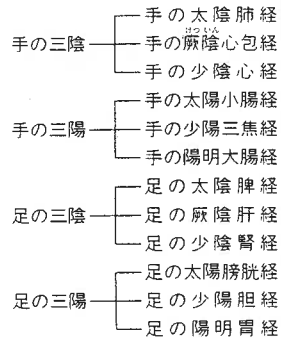 手の三陰
手の太陰肺経
手の厥陰心包経
けついん
手の少陰心経
手の三陽
手の太陽小腸経
手の少陽三焦経
手の陽明大腸経
足の三陰
足の太陰脾経
足の厥陰肝経
足の少陰腎経
足の三陽
足の太陽膀胱経
足の少陽胆経
足の陽明胃経